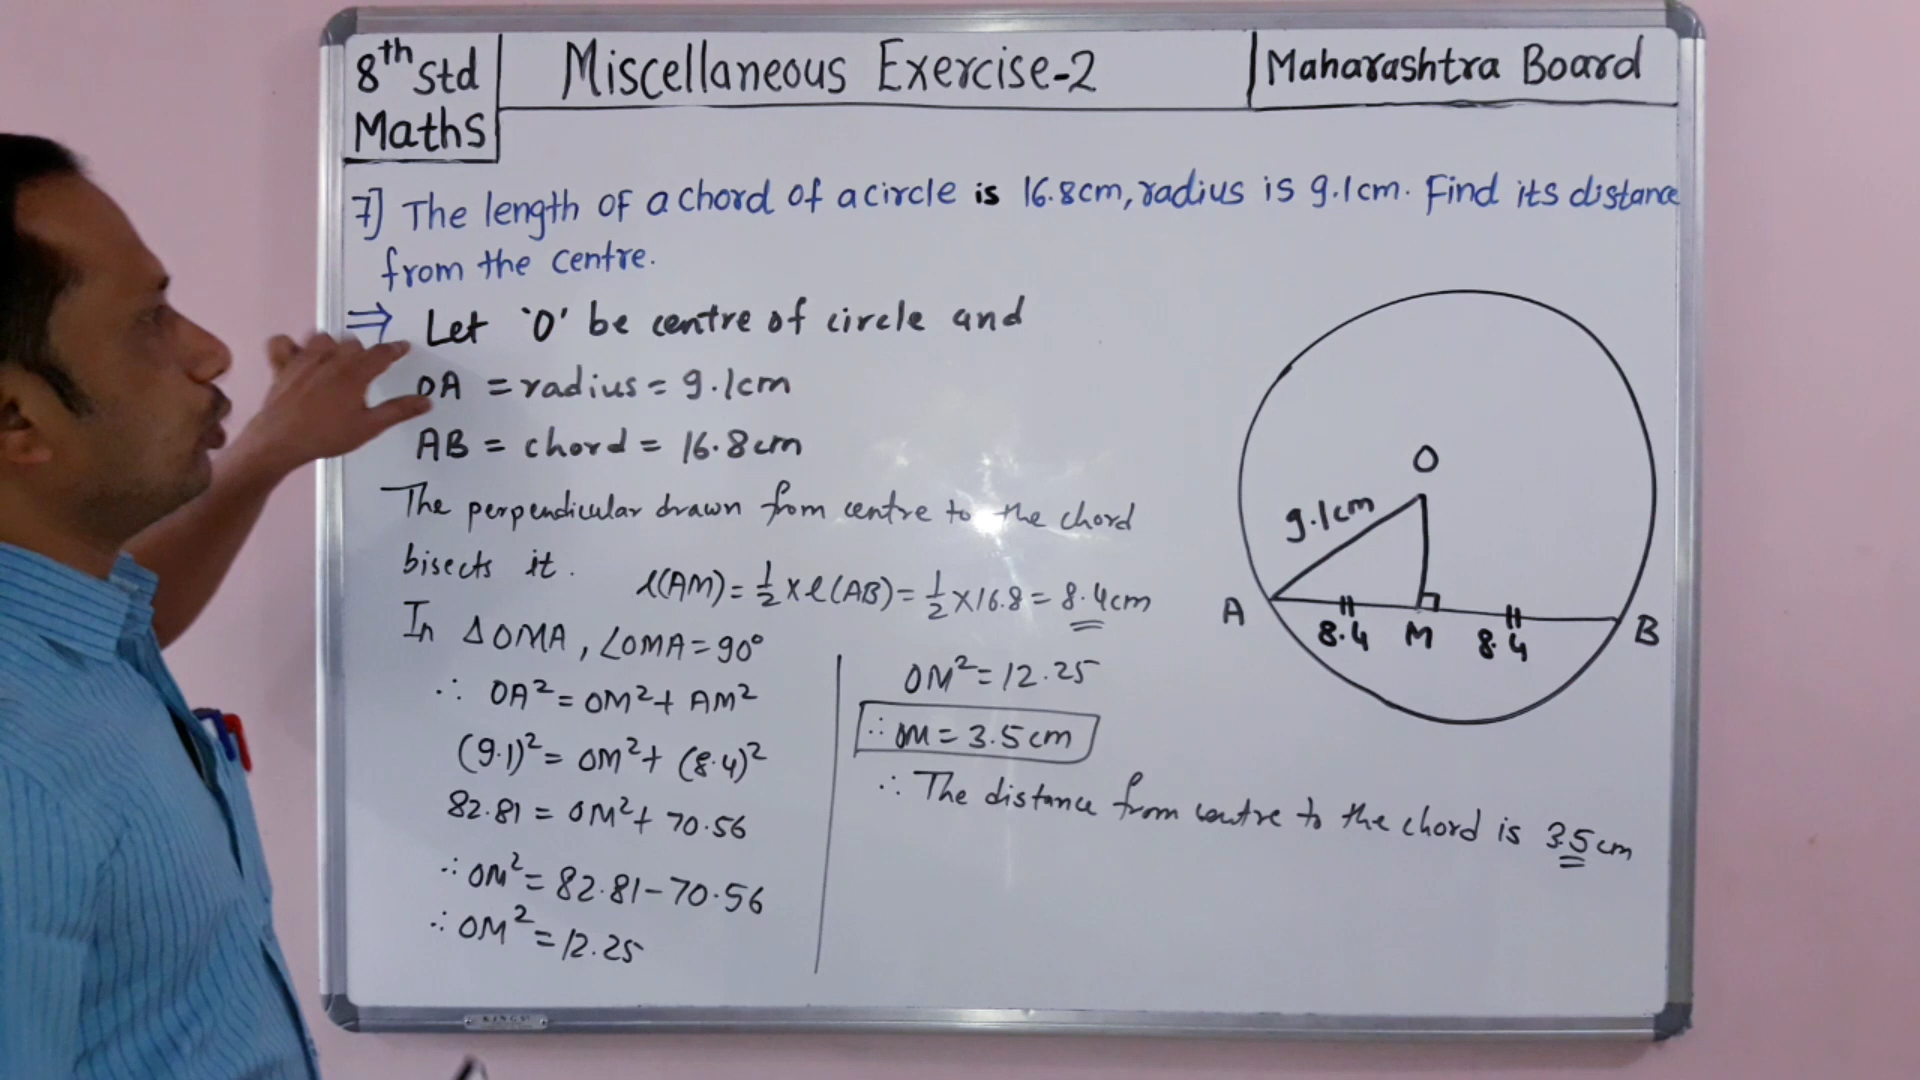 8th Std
Maths
Miscellaneous Exercise-2
Maharashtra Board
7] The length of a chord of a circle is 16.8cm, radius is 9.1cm. Find its distance
from the centre.
⇒ Let 'O' be centre of circle and
OA = radius = 9.1cm
AB = chord = 16.8cm
The perpendicular drawn from centre to the chord
bisects it.
l(AM) = 1/2 × l(AB) = 1/2 × 16.8 = 8.4cm
In △OMA, ∠OMA = 90°
∴ OA² = OM² + AM²
(9.1)² = OM² + (8.4)²
82.81 = OM² + 70.56
∴ OM² = 82.81 - 70.56
∴ OM² = 12.25
OM² = 12.25
∴ OM = 3.5cm
∴ The distance from centre to the chord is 3.5cm
O
9.1cm
A
8.4
M
8.4
B